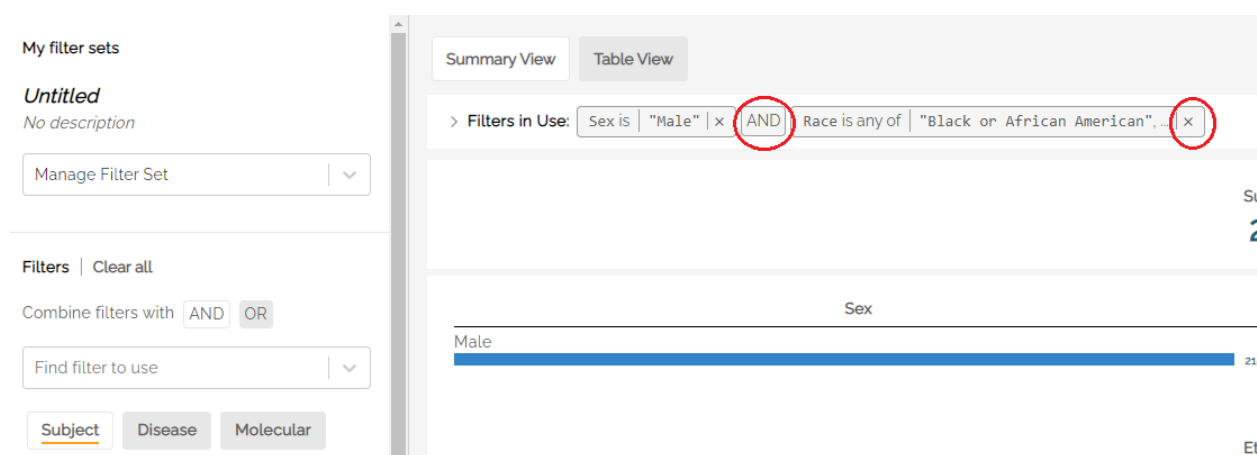 My filter sets
Untitled
No description
Manage Filter Set
Filters | Clear all
Combine filters with AND OR
Find filter to use
Subject Disease Molecular
Summary View Table View
> Filters in Use: Sex is | "Male" | × AND Race is any of | "Black or African American", ... | ×
Sex
Male